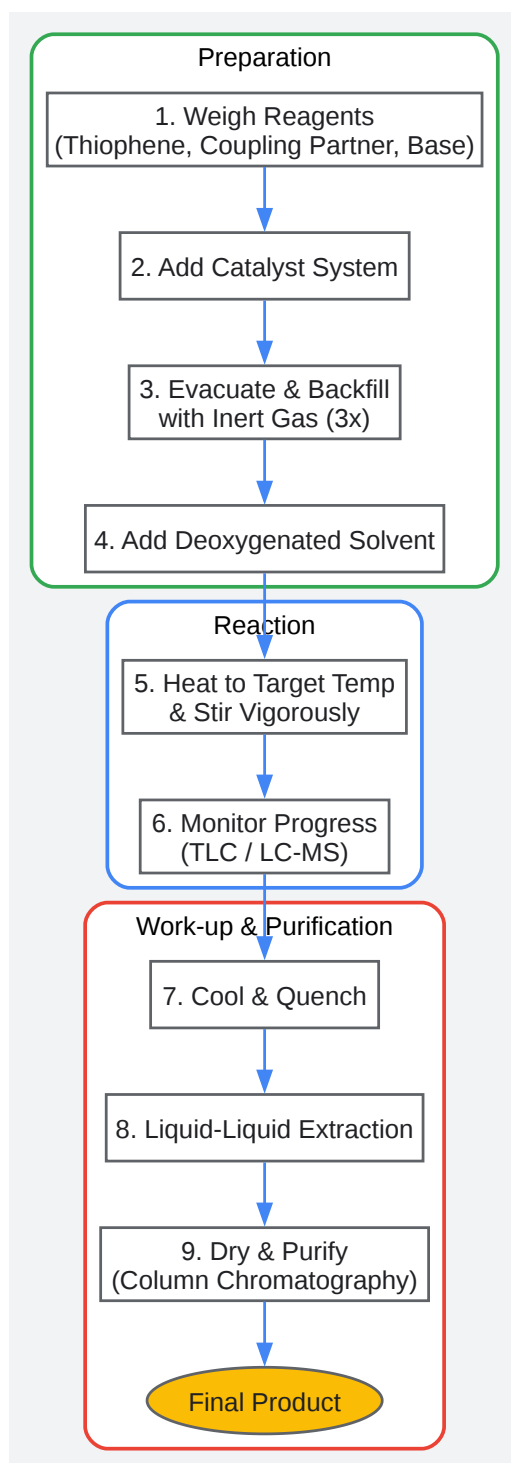 Preparation
1. Weigh Reagents
(Thiophene, Coupling Partner, Base)
2. Add Catalyst System
3. Evacuate & Backfill
with Inert Gas (3x)
4. Add Deoxygenated Solvent
Reaction
5. Heat to Target Temp
& Stir Vigorously
6. Monitor Progress
(TLC / LC-MS)
Work-up & Purification
7. Cool & Quench
8. Liquid-Liquid Extraction
9. Dry & Purify
(Column Chromatography)
Final Product